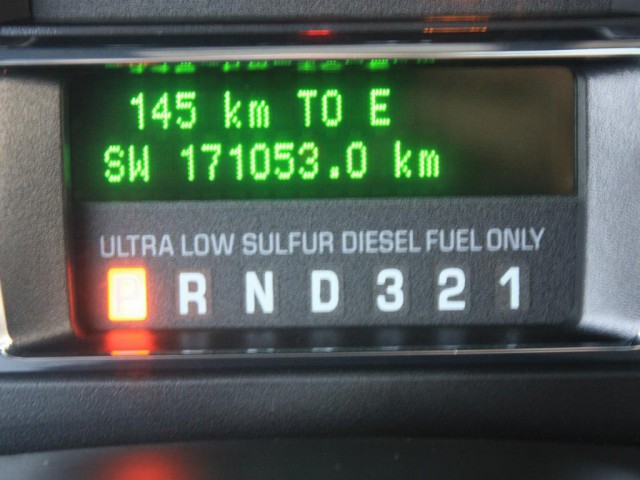 145 km TO E
SW 171053.0 km
ULTRA LOW SULFUR DIESEL FUEL ONLY
P R N D 3 2 1